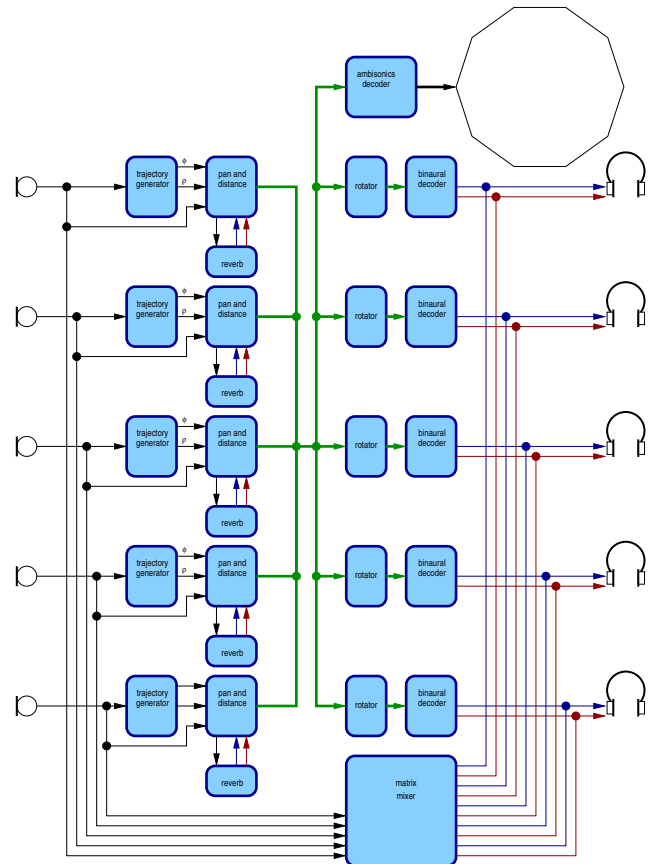 ambisonics
decoder
ϕ
trajectory
generator
ρ
pan and
distance
rotator
binaural
decoder
reverb
ϕ
trajectory
generator
ρ
pan and
distance
rotator
binaural
decoder
reverb
ϕ
trajectory
generator
ρ
pan and
distance
rotator
binaural
decoder
reverb
ϕ
trajectory
generator
ρ
pan and
distance
rotator
binaural
decoder
reverb
trajectory
generator
pan and
distance
rotator
binaural
decoder
reverb
matrix
mixer